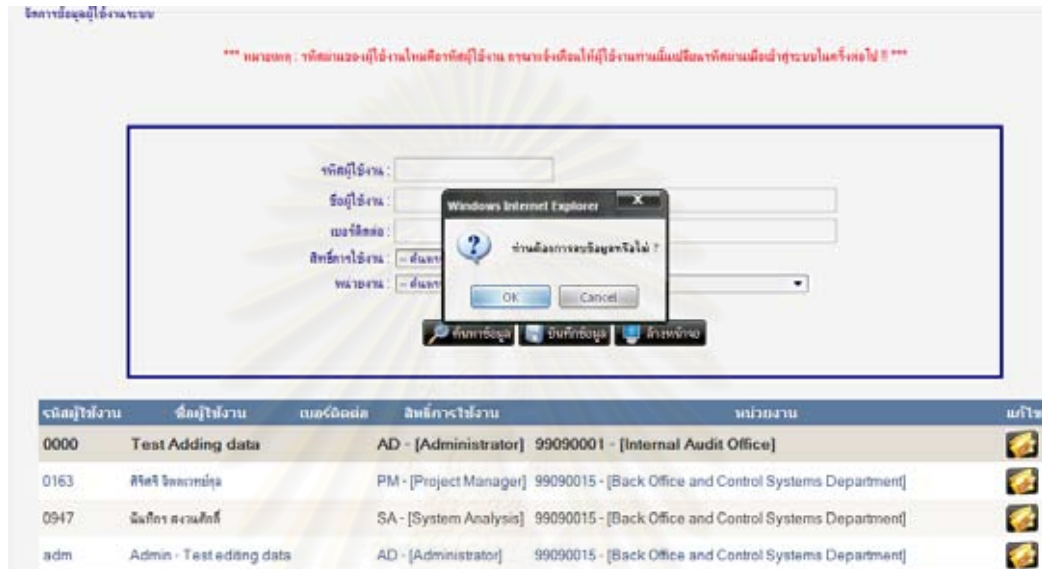 จัดการข้อมูลผู้ใช้งานระบบ
*** หมายเหตุ : รหัสผ่านของผู้ใช้งานใหม่คือรหัสผู้ใช้งาน กรุณาแจ้งเตือนให้ผู้ใช้งานท่านนั้นเปลี่ยนรหัสผ่านเมื่อเข้าสู่ระบบในครั้งต่อไป !! ***
รหัสผู้ใช้งาน :
ชื่อผู้ใช้งาน :
เบอร์ติดต่อ :
สิทธิ์การใช้งาน : -- ค้นหา
หน่วยงาน : -- ค้นหา
Windows Internet Explorer
ท่านต้องการลบข้อมูลหรือไม่ ?
OK Cancel
ค้นหาข้อมูล บันทึกข้อมูล ล้างหน้าจอ
รหัสผู้ใช้งาน ชื่อผู้ใช้งาน เบอร์ติดต่อ สิทธิ์การใช้งาน หน่วยงาน แก้ไข
0000 Test Adding data AD - [Administrator] 99090001 - [Internal Audit Office]
0163 PM - [Project Manager] 99090015 - [Back Office and Control Systems Department]
0947 SA - [System Analysis] 99090015 - [Back Office and Control Systems Department]
adm Admin - Test editing data AD - [Administrator] 99090015 - [Back Office and Control Systems Department]